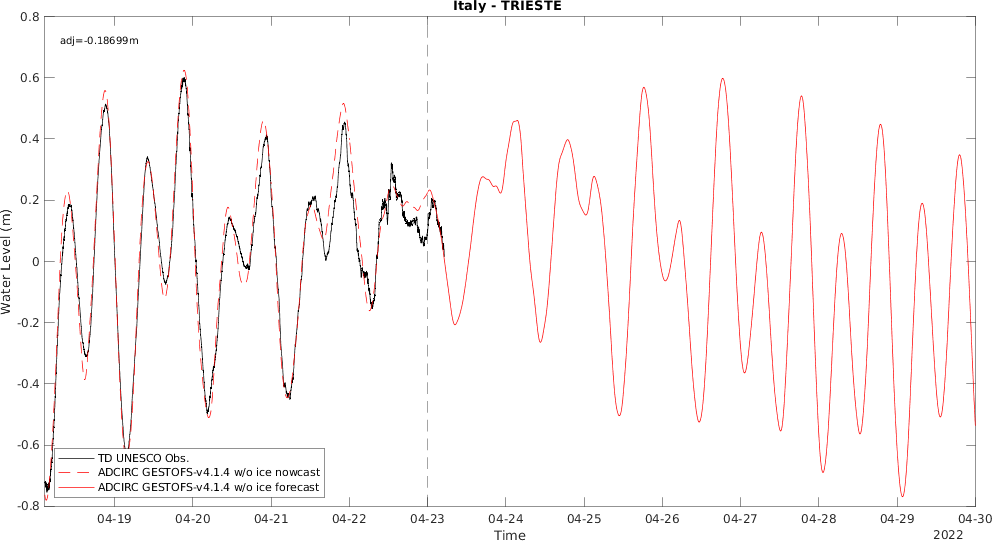 Italy - TRIESTE
adj=-0.18699m
0.8
0.6
0.4
0.2
0
-0.2
-0.4
-0.6
-0.8
Water Level (m)
TD UNESCO Obs.
ADCIRC GESTOFS-v4.1.4 w/o ice nowcast
ADCIRC GESTOFS-v4.1.4 w/o ice forecast
04-19 04-20 04-21 04-22 04-23 04-24 04-25 04-26 04-27 04-28 04-29 04-30
Time
2022